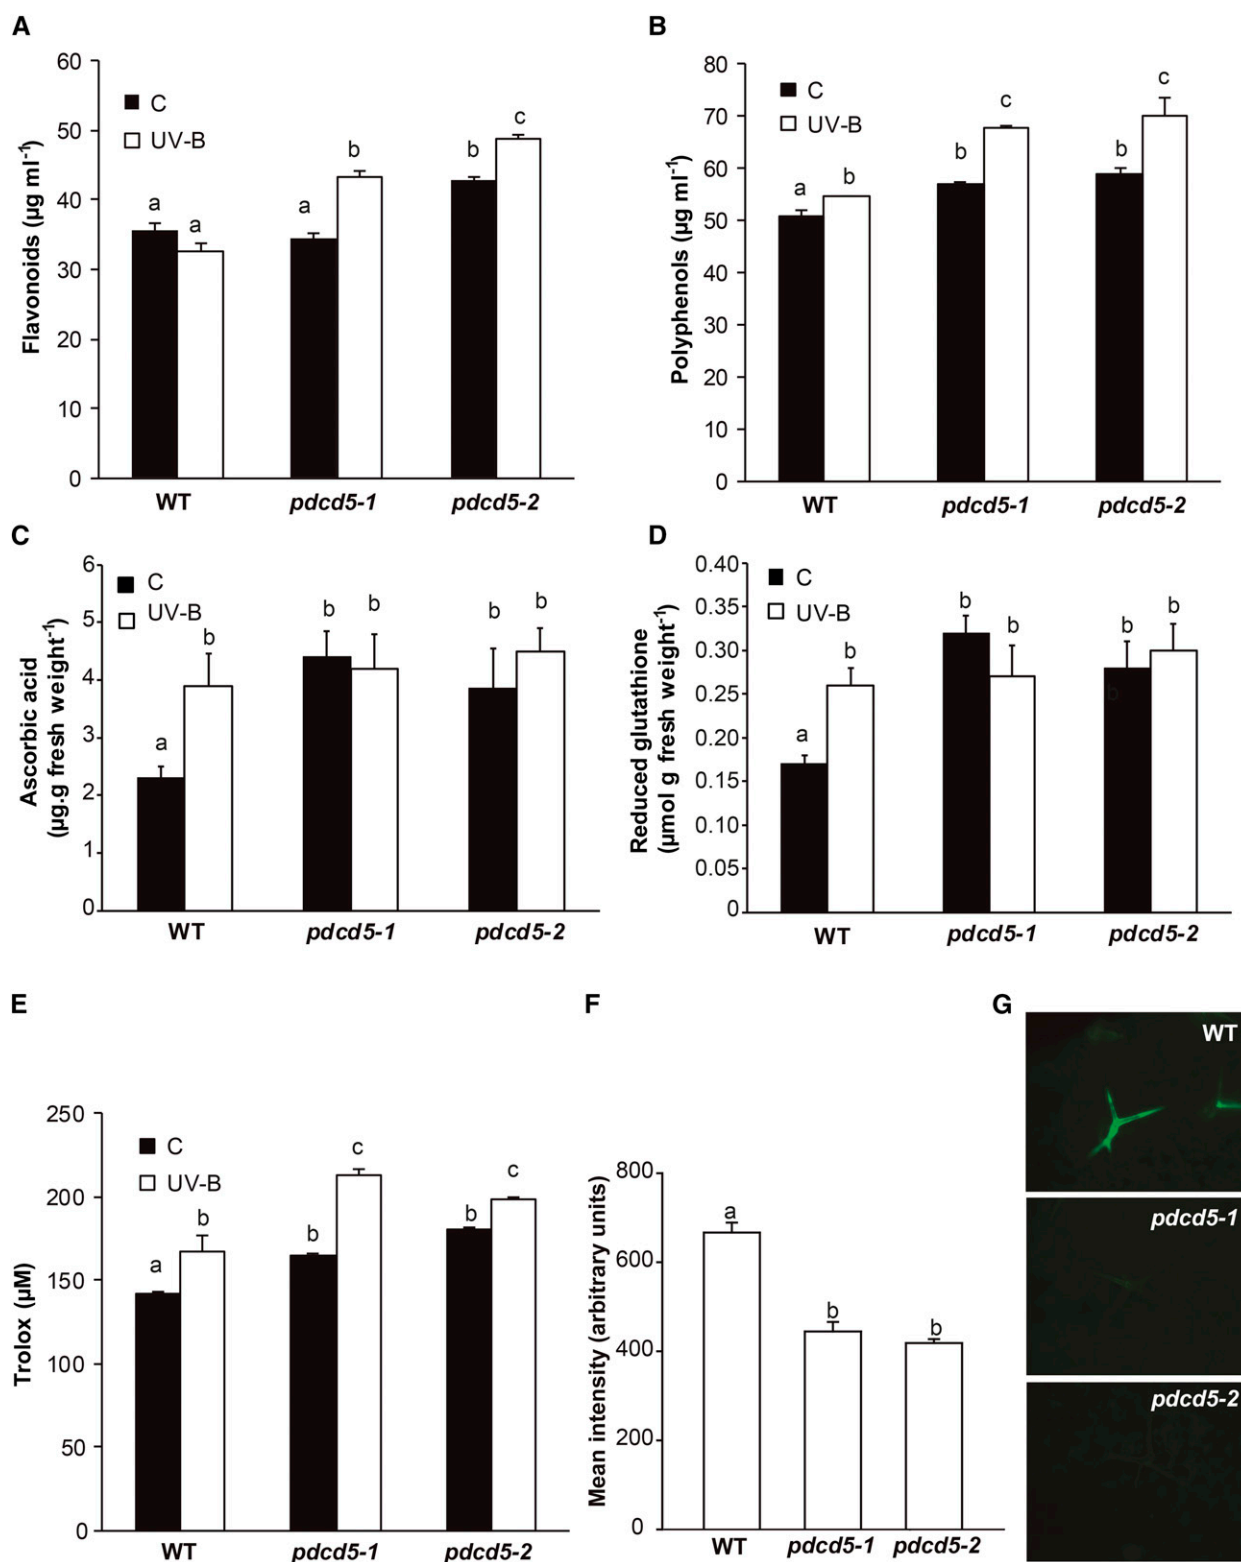 A
Flavonoids (µg ml⁻¹)
60
50
40
30
20
10
0
C
UV-B
a
a
a
b
b
c
WT
pdcd5-1
pdcd5-2
B
Polyphenols (µg ml⁻¹)
80
70
60
50
40
30
20
10
0
C
UV-B
a
b
b
c
b
c
WT
pdcd5-1
pdcd5-2
C
Ascorbic acid
(µg.g fresh weight⁻¹)
6
5
4
3
2
1
0
C
UV-B
a
b
b
b
b
b
WT
pdcd5-1
pdcd5-2
D
Reduced glutathione
(µmol g fresh weight⁻¹)
0.40
0.35
0.30
0.25
0.20
0.15
0.10
0.05
0
C
UV-B
a
b
b
b
b
b
b
WT
pdcd5-1
pdcd5-2
E
Trolox (µM)
250
200
150
100
50
0
C
UV-B
a
b
b
c
b
c
WT
pdcd5-1
pdcd5-2
F
Mean intensity (arbitrary units)
800
600
400
200
0
a
b
b
WT
pdcd5-1
pdcd5-2
G
WT
pdcd5-1
pdcd5-2